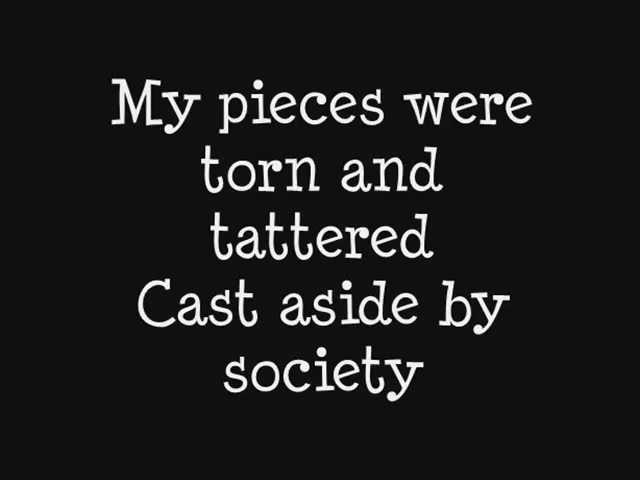 My pieces were
torn and
tattered
Cast aside by
society